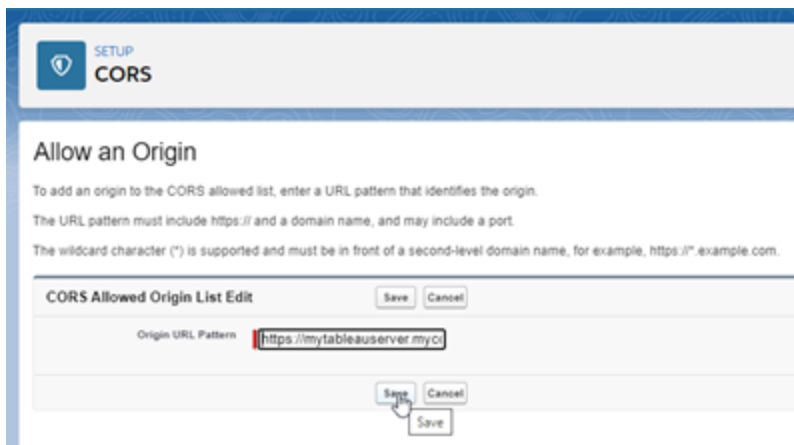 SETUP
CORS
Allow an Origin
To add an origin to the CORS allowed list, enter a URL pattern that identifies the origin.
The URL pattern must include https:// and a domain name, and may include a port.
The wildcard character (*) is supported and must be in front of a second-level domain name, for example, https://*.example.com.
CORS Allowed Origin List Edit Save Cancel
Origin URL Pattern https://mytableauserver.myco
Save Cancel
Save